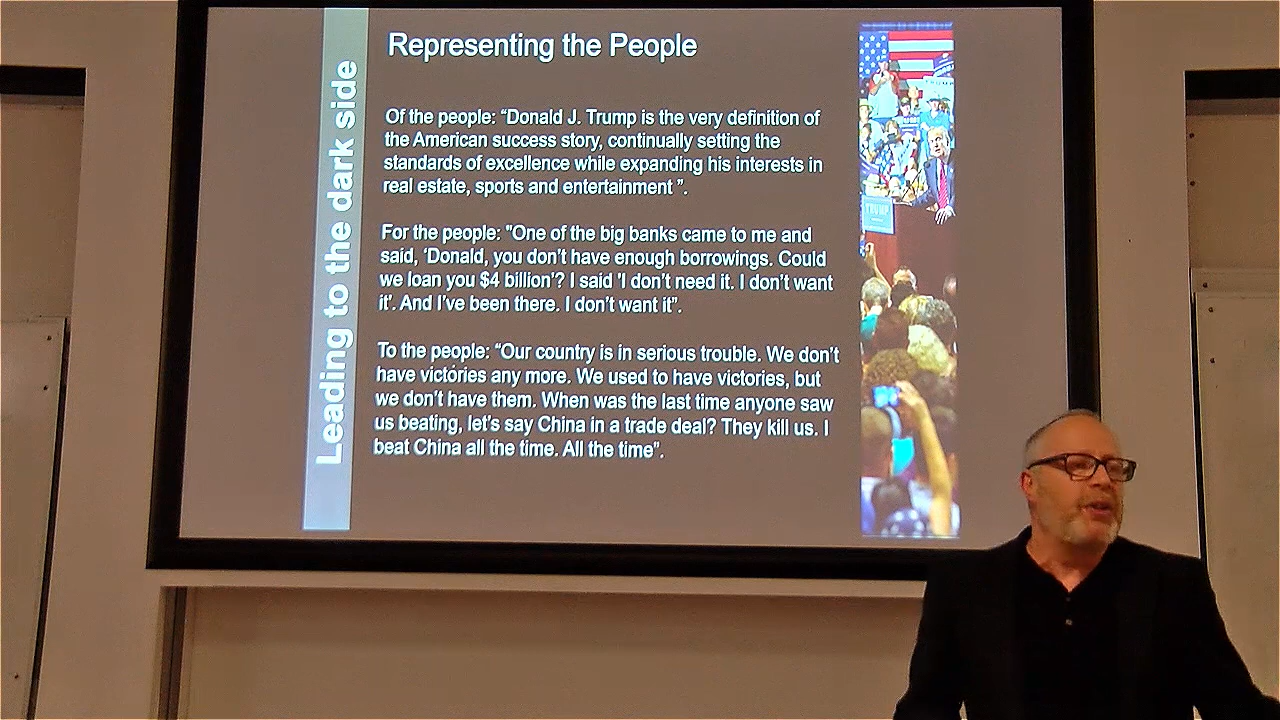 Representing the People
Leading to the dark side
Of the people: “Donald J. Trump is the very definition of
the American success story, continually setting the
standards of excellence while expanding his interests in
real estate, sports and entertainment ”.
For the people: "One of the big banks came to me and
said, ‘Donald, you don’t have enough borrowings. Could
we loan you $4 billion’? I said 'I don’t need it. I don’t want
it’. And I’ve been there. I don’t want it”.
To the people: “Our country is in serious trouble. We don’t
have victories any more. We used to have victories, but
we don’t have them. When was the last time anyone saw
us beating, let’s say China in a trade deal? They kill us. I
beat China all the time. All the time”.
TRUMP
TRUMP